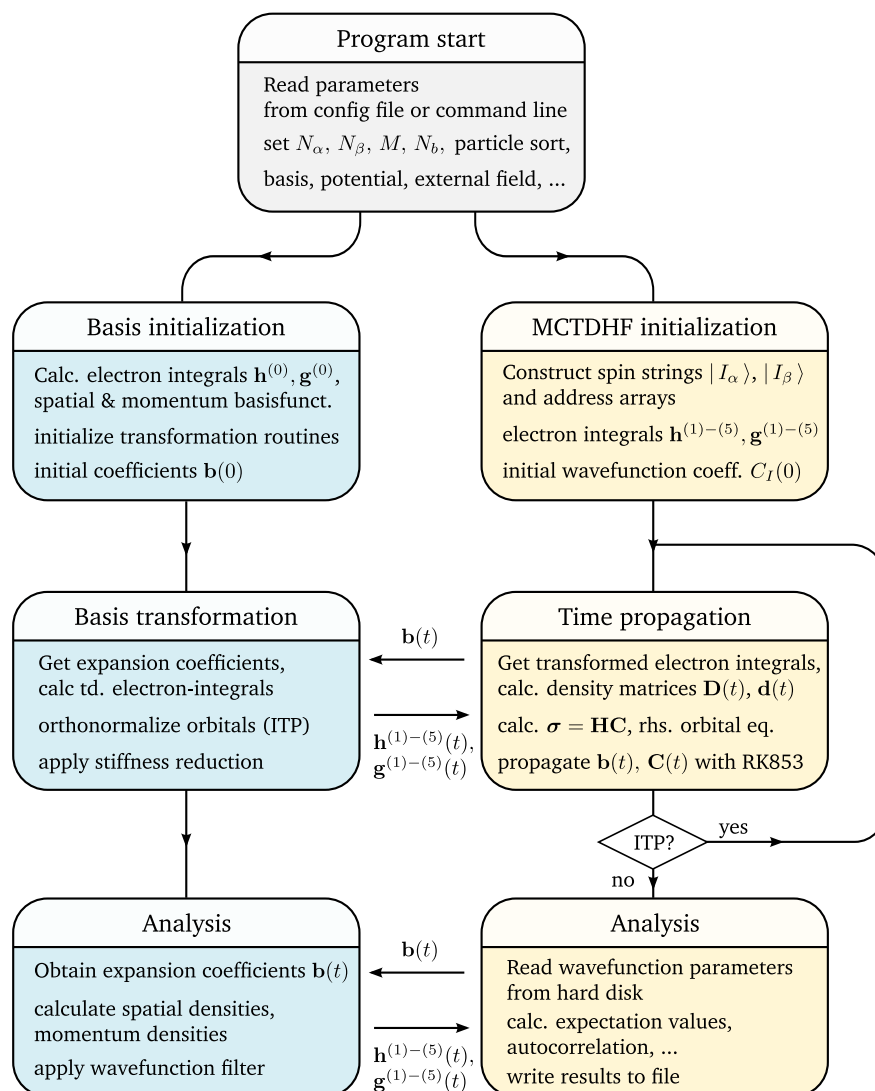 Program start
Read parameters
from config file or command line
set N_α, N_β, M, N_b, particle sort,
basis, potential, external field, ...
Basis initialization
Calc. electron integrals h^(0), g^(0),
spatial & momentum basisfunct.
initialize transformation routines
initial coefficients b(0)
MCTDHF initialization
Construct spin strings | I_α ⟩, | I_β ⟩
and address arrays
electron integrals h^(1)−(5), g^(1)−(5)
initial wavefunction coeff. C_I(0)
Basis transformation
Get expansion coefficients,
calc td. electron-integrals
orthonormalize orbitals (ITP)
apply stiffness reduction
b(t)
h^(1)−(5)(t),
g^(1)−(5)(t)
Time propagation
Get transformed electron integrals,
calc. density matrices D(t), d(t)
calc. σ = HC, rhs. orbital eq.
propagate b(t), C(t) with RK853
ITP?
yes
no
Analysis
Obtain expansion coefficients b(t)
calculate spatial densities,
momentum densities
apply wavefunction filter
b(t)
h^(1)−(5)(t),
g^(1)−(5)(t)
Analysis
Read wavefunction parameters
from hard disk
calc. expectation values,
autocorrelation, ...
write results to file